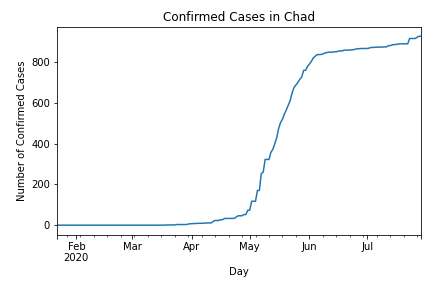 Confirmed Cases in Chad
Number of Confirmed Cases
800
600
400
200
0
Feb Mar Apr May Jun Jul
2020
Day